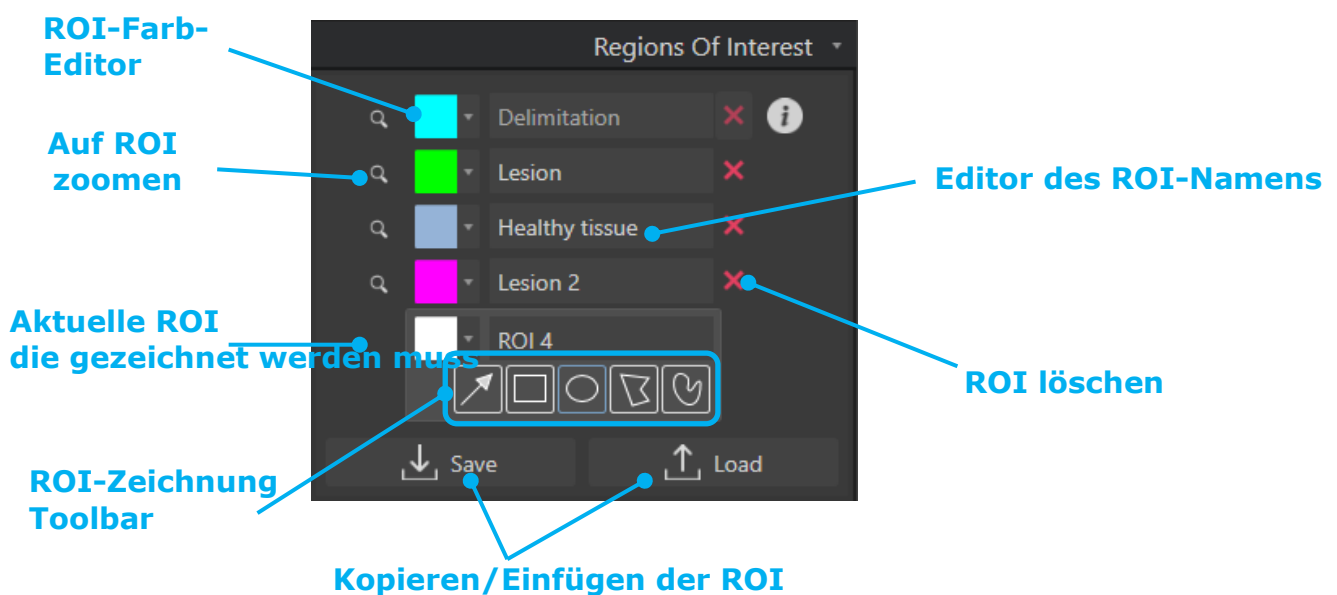 ROI-Farb-
Editor
Regions Of Interest
Delimitation
i
Auf ROI
zoomen
Lesion
Editor des ROI-Namens
Healthy tissue
Lesion 2
Aktuelle ROI
die gezeichnet werden muss
ROI 4
ROI löschen
Save
Load
ROI-Zeichnung
Toolbar
Kopieren/Einfügen der ROI